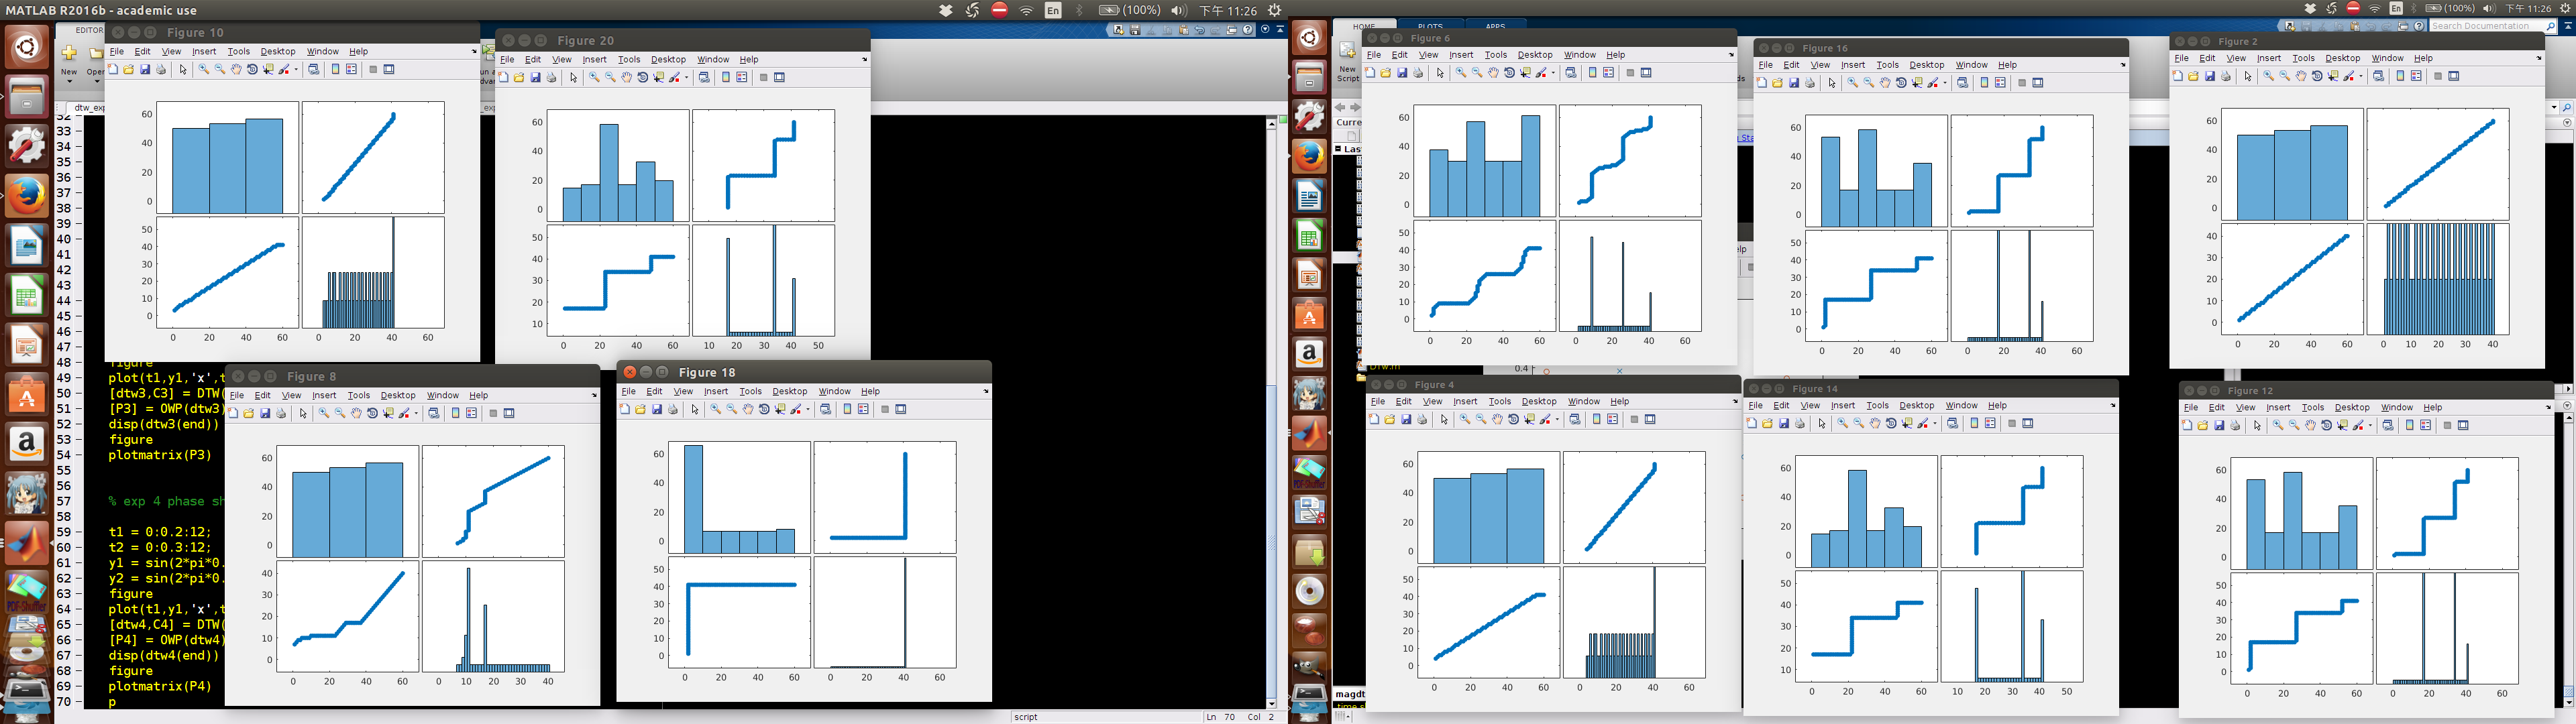 MATLAB R2016b - academic use
En
(100%)
下午 11:26
En
(100%)
下午 11:26
EDITOR
HOME
PLOTS
APPS
Search Documentation
New
Open
New
Script
Figure 10
File Edit View Insert Tools Desktop Window Help
60
40
20
0
50
40
30
20
10
0
0 20 40 60
0 20 40 60
Figure 20
File Edit View Insert Tools Desktop Window Help
60
40
20
0
50
40
30
20
10
0 20 40 60
10 20 30 40 50
Figure 6
File Edit View Insert Tools Desktop Window Help
60
40
20
0
50
40
30
20
10
0
0 20 40 60
0 20 40 60
Figure 16
File Edit View Insert Tools Desktop Window Help
60
40
20
0
50
40
30
20
10
0
0 20 40 60
0 20 40 60
Figure 2
File Edit View Insert Tools Desktop Window Help
60
40
20
0
40
30
20
10
0
0 20 40 60
0 10 20 30 40
Figure 8
File Edit View Insert Tools Desktop Window Help
60
40
20
0
40
30
20
10
0
0 20 40 60
0 10 20 30 40
Figure 18
File Edit View Insert Tools Desktop Window Help
60
40
20
0
50
40
30
20
10
0
0 20 40 60
0 20 40 60
Figure 4
File Edit View Insert Tools Desktop Window Help
60
40
20
0
50
40
30
20
10
0
0 20 40 60
0 20 40 60
Figure 14
File Edit View Insert Tools Desktop Window Help
60
40
20
0
50
40
30
20
10
0 20 40 60
10 20 30 40 50
Figure 12
File Edit View Insert Tools Desktop Window Help
60
40
20
0
50
40
30
20
10
0
0 20 40 60
0 20 40 60
32
33
34
35
36
37
38
39
40
41
42
43
44
45
46
47
48 figure
49 plot(t1,y1,'x',t
50 [dtw3,C3] = DTW(
51 [P3] = OWP(dtw3)
52 disp(dtw3(end))
53 figure
54 plotmatrix(P3)
55
56
57 % exp 4 phase sh
58
59 t1 = 0:0.2:12;
60 t2 = 0:0.3:12;
61 y1 = sin(2*pi*0.
62 y2 = sin(2*pi*0.
63 figure
64 plot(t1,y1,'x',t
65 [dtw4,C4] = DTW(
66 [P4] = OWP(dtw4)
67 disp(dtw4(end))
68 figure
69 plotmatrix(P4)
70 p
script
Ln 70 Col 2
0.4
PDF-Shuffler
PDF-Shuffler